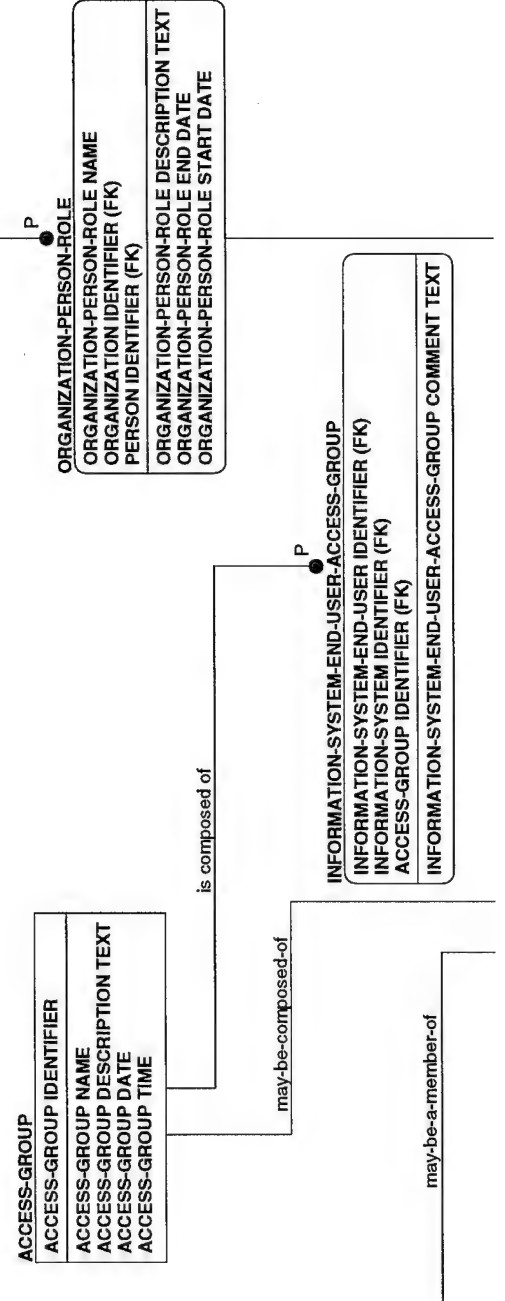 ACCESS-GROUP
ACCESS-GROUP IDENTIFIER
ACCESS-GROUP NAME
ACCESS-GROUP DESCRIPTION TEXT
ACCESS-GROUP DATE
ACCESS-GROUP TIME
is composed of
may-be-composed-of
may-be-a-member-of
P
INFORMATION-SYSTEM-END-USER-ACCESS-GROUP
INFORMATION-SYSTEM-END-USER IDENTIFIER (FK)
INFORMATION-SYSTEM IDENTIFIER (FK)
ACCESS-GROUP IDENTIFIER (FK)
INFORMATION-SYSTEM-END-USER-ACCESS-GROUP COMMENT TEXT
P
ORGANIZATION-PERSON-ROLE
ORGANIZATION-PERSON-ROLE NAME
ORGANIZATION IDENTIFIER (FK)
PERSON IDENTIFIER (FK)
ORGANIZATION-PERSON-ROLE DESCRIPTION TEXT
ORGANIZATION-PERSON-ROLE END DATE
ORGANIZATION-PERSON-ROLE START DATE